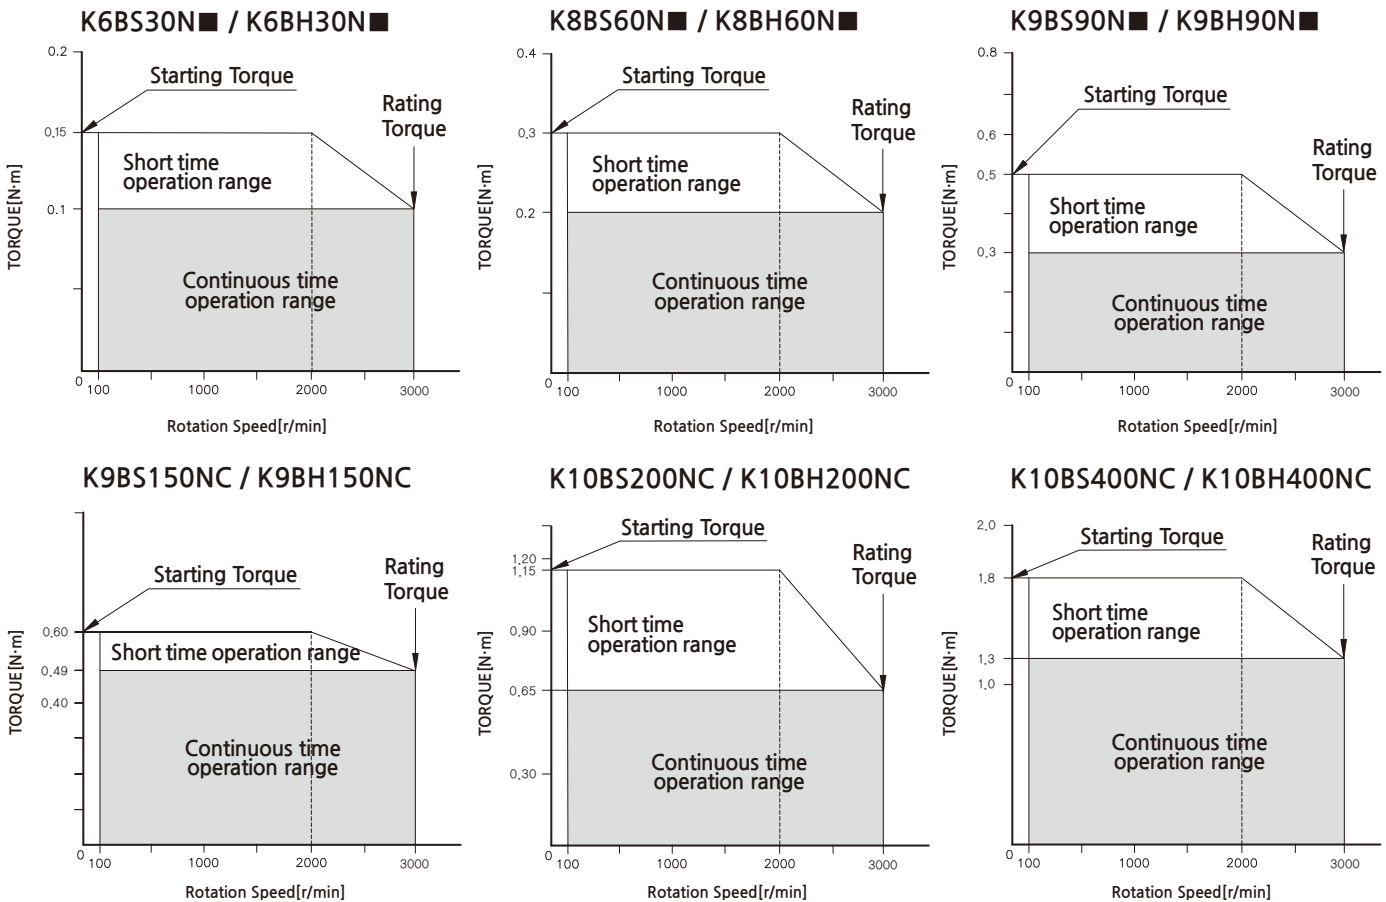 K6BS30N■ / K6BH30N■
0.2
Starting Torque
Rating
Torque
0.15
Short time
operation range
0.1
TORQUE[N·m]
Continuous time
operation range
0
100
1000
2000
3000
Rotation Speed[r/min]
K8BS60N■ / K8BH60N■
0.4
Starting Torque
Rating
Torque
0.3
Short time
operation range
0.2
TORQUE[N·m]
Continuous time
operation range
0
100
1000
2000
3000
Rotation Speed[r/min]
K9BS90N■ / K9BH90N■
0.8
Starting Torque
0.6
Rating
Torque
0.5
Short time
operation range
0.3
TORQUE[N·m]
Continuous time
operation range
0
100
1000
2000
3000
Rotation Speed[r/min]
K9BS150NC / K9BH150NC
Starting Torque
Rating
Torque
0.60
Short time operation range
0.49
0.40
TORQUE[N·m]
Continuous time
operation range
0
100
1000
2000
3000
Rotation Speed[r/min]
K10BS200NC / K10BH200NC
Starting Torque
1.20
1.15
Rating
Torque
0.90
Short time
operation range
0.65
TORQUE[N·m]
Continuous time
operation range
0.30
0
100
1000
2000
3000
Rotation Speed[r/min]
K10BS400NC / K10BH400NC
2.0
Starting Torque
Rating
Torque
1.8
Short time
operation range
1.3
1.0
TORQUE[N·m]
Continuous time
operation range
0
100
1000
2000
3000
Rotation Speed[r/min]